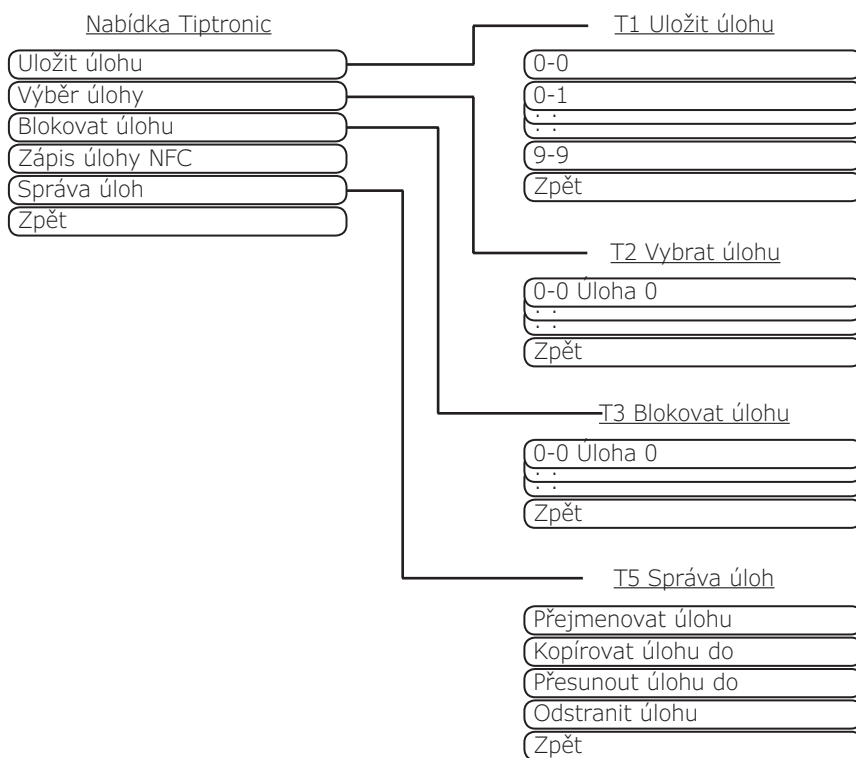 Nabídka Tiptronic
Uložit úlohu
Výběr úlohy
Blokovat úlohu
Zápis úlohy NFC
Správa úloh
Zpět
T1 Uložit úlohu
0-0
0-1
: :
: :
9-9
Zpět
T2 Vybrat úlohu
0-0 Úloha 0
: :
: :
Zpět
T3 Blokovat úlohu
0-0 Úloha 0
: :
: :
Zpět
T5 Správa úloh
Přejmenovat úlohu
Kopírovat úlohu do
Přesunout úlohu do
Odstranit úlohu
Zpět